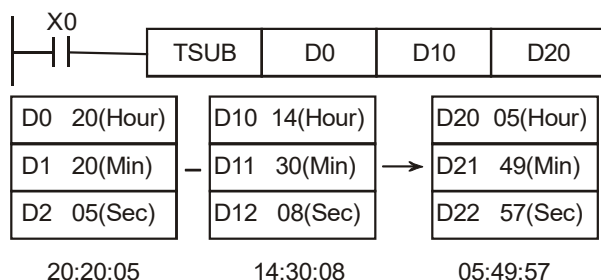 X0
TSUB D0 D10 D20
D0 20(Hour) D10 14(Hour) D20 05(Hour)
D1 20(Min) – D11 30(Min) → D21 49(Min)
D2 05(Sec) D12 08(Sec) D22 57(Sec)
20:20:05 14:30:08 05:49:57